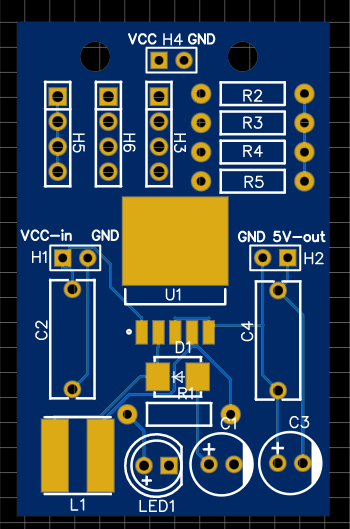 VCC H4 GND
R2
R3
R4
R5
H5
H6
H3
VCC-in GND
GND 5V-out
H1
H2
U1
C2
C4
D1
R1
C1
C3
+
+
+
L1
LED1